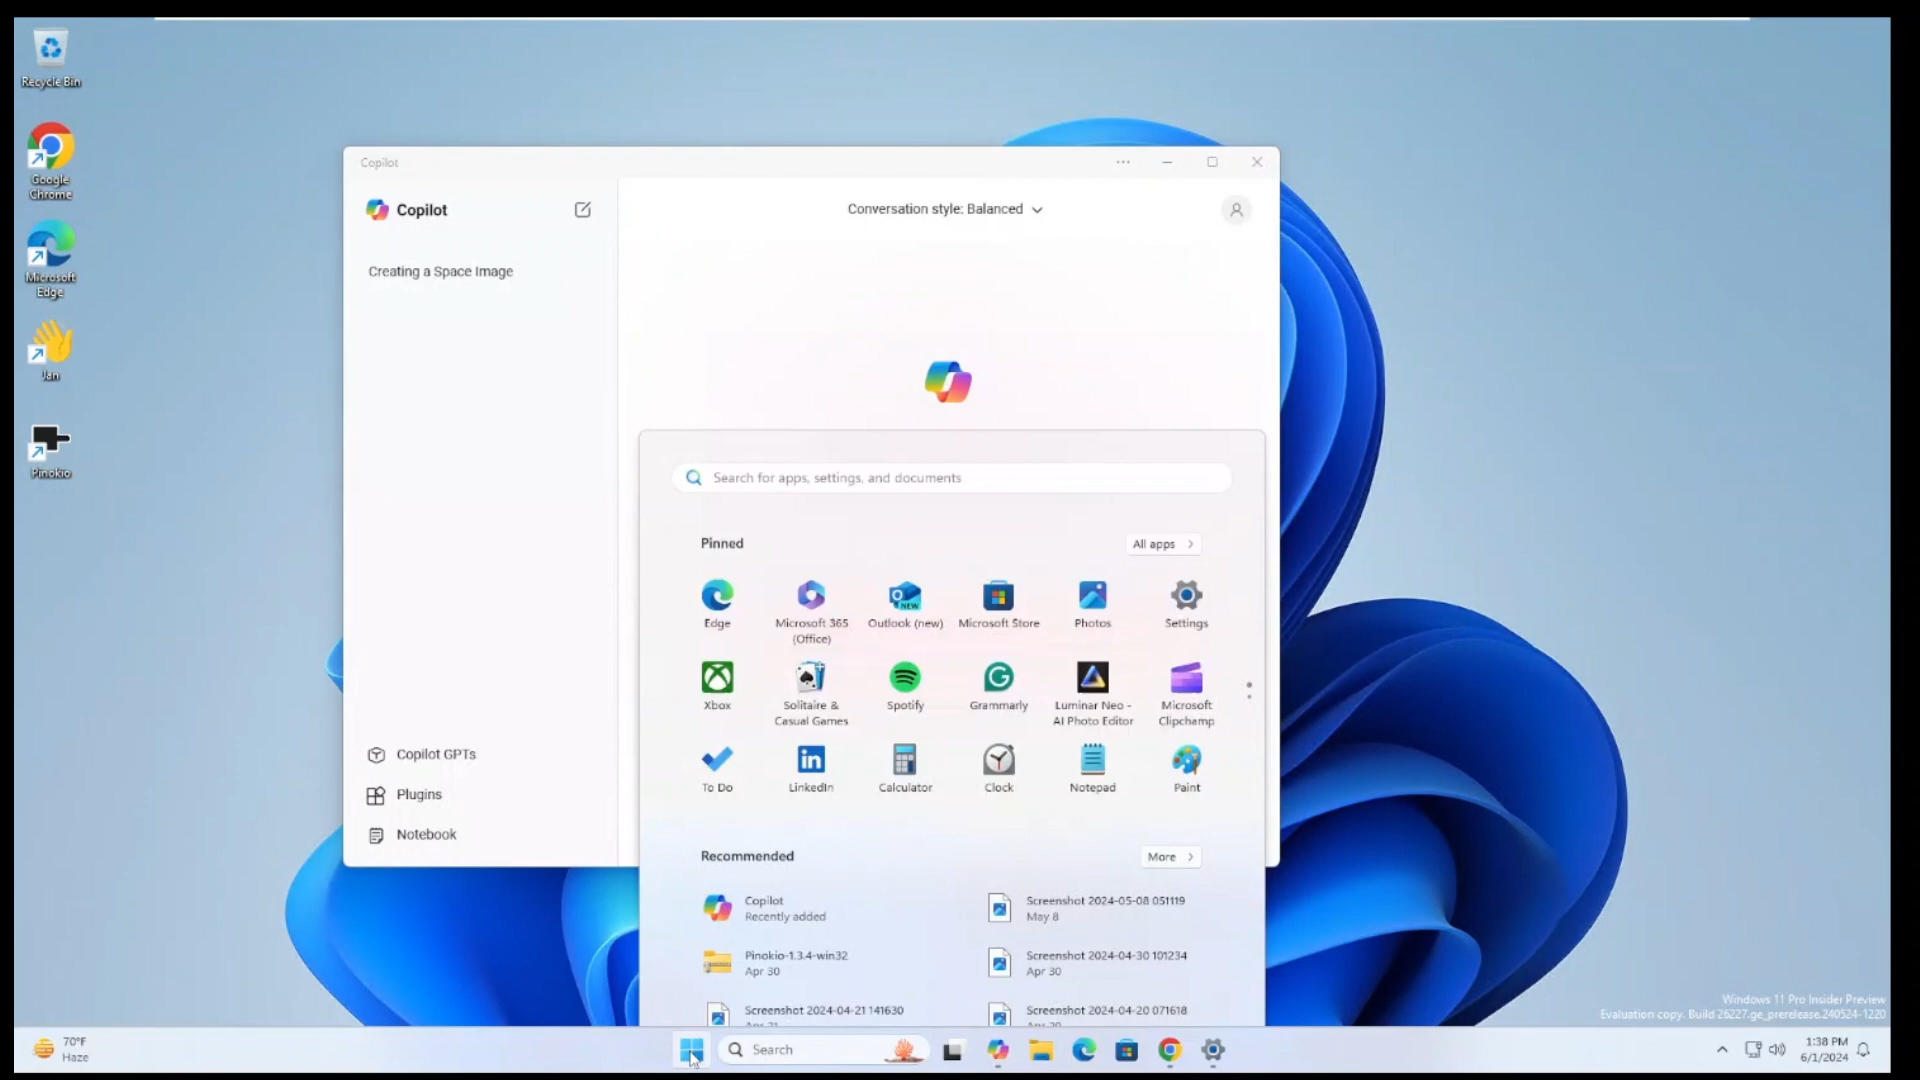 Recycle Bin
Google
Chrome
Microsoft
Edge
Jan
Pinokio
Copilot
Copilot
Conversation style: Balanced
Creating a Space Image
Copilot GPTs
Plugins
Notebook
Search for apps, settings, and documents
Pinned
All apps
Edge
Microsoft 365
(Office)
Outlook (new)
Microsoft Store
Photos
Settings
Xbox
Solitaire &
Casual Games
Spotify
Grammarly
Luminar Neo -
AI Photo Editor
Microsoft
Clipchamp
To Do
LinkedIn
Calculator
Clock
Notepad
Paint
Recommended
More
Copilot
Recently added
Screenshot 2024-05-08 051119
May 8
Pinokio-1.3.4-win32
Apr 30
Screenshot 2024-04-30 101234
Apr 30
Screenshot 2024-04-21 141630
Apr 21
Screenshot 2024-04-20 071618
Apr 20
Windows 11 Pro Insider Preview
Evaluation copy. Build 26227.ge_prerelease.240524-1220
70°F
Haze
Search
1:38 PM
6/1/2024